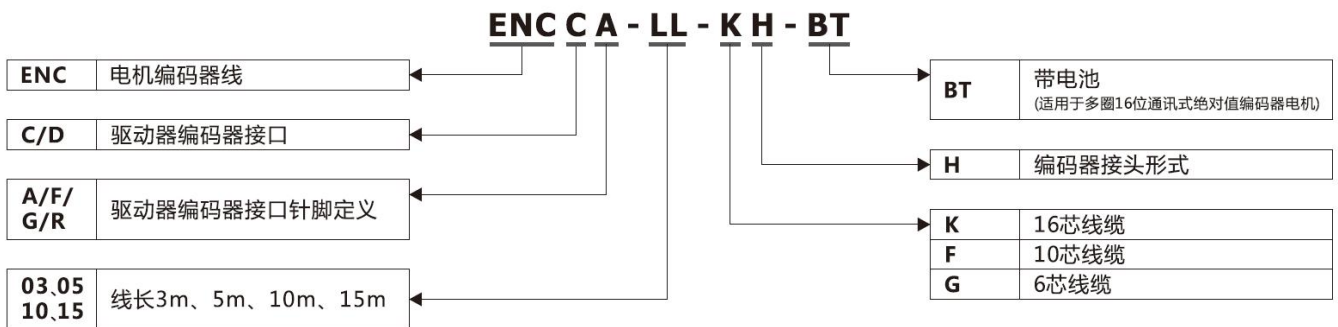 ENC C A - LL - K H - BT
ENC 电机编码器线
C/D 驱动器编码器接口
A/F/
G/R 驱动器编码器接口针脚定义
03、05
10、15 线长3m、5m、10m、15m
BT 带电池
(适用于多圈16位通讯式绝对值编码器电机)
H 编码器接头形式
K 16芯线缆
F 10芯线缆
G 6芯线缆